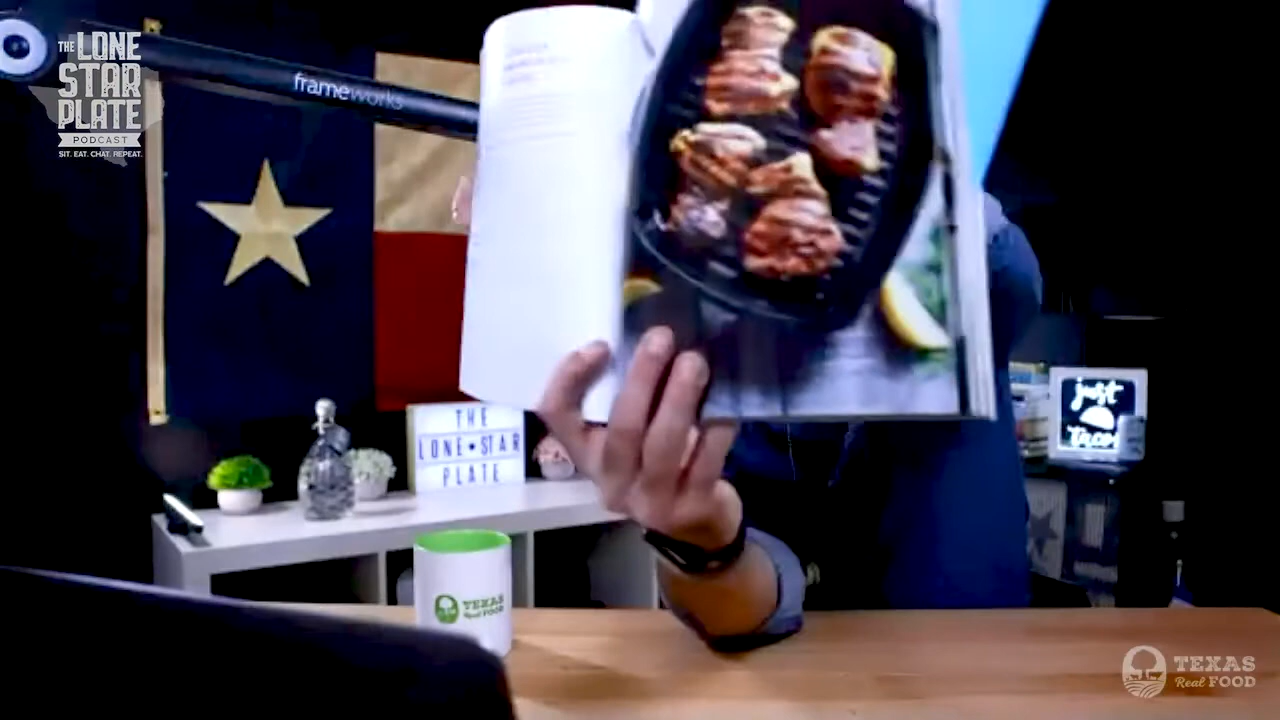 THE LONE
STAR
PLATE
PODCAST
SIT. EAT. CHAT. REPEAT.
frameworks
THE
LONE★STAR
PLATE
just
TEXAS
Real FOOD
TEXAS
Real FOOD